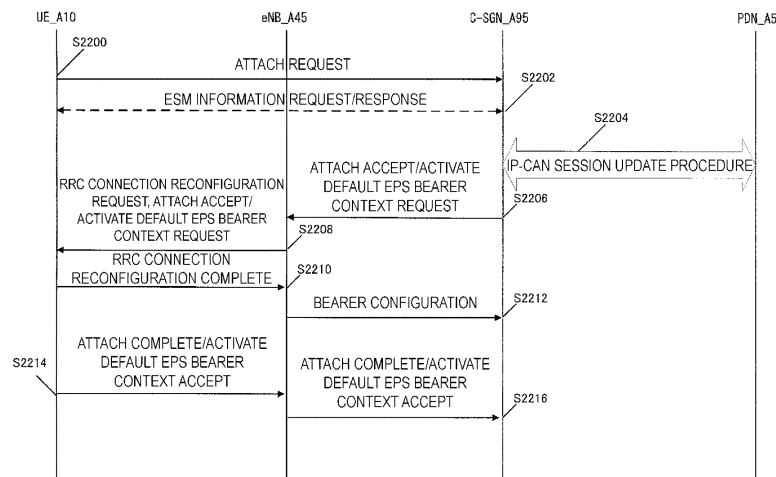 UE_A10
eNB_A45
C-SGN_A95
PDN_A5
S2200
ATTACH REQUEST
ESM INFORMATION REQUEST/RESPONSE
S2202
S2204
IP-CAN SESSION UPDATE PROCEDURE
ATTACH ACCEPT/ACTIVATE
DEFAULT EPS BEARER
CONTEXT REQUEST
S2206
RRC CONNECTION RECONFIGURATION
REQUEST, ATTACH ACCEPT/
ACTIVATE DEFAULT EPS BEARER
CONTEXT REQUEST
S2208
RRC CONNECTION
RECONFIGURATION COMPLETE
S2210
BEARER CONFIGURATION
S2212
ATTACH COMPLETE/ACTIVATE
DEFAULT EPS BEARER
CONTEXT ACCEPT
S2214
ATTACH COMPLETE/ACTIVATE
DEFAULT EPS BEARER
CONTEXT ACCEPT
S2216